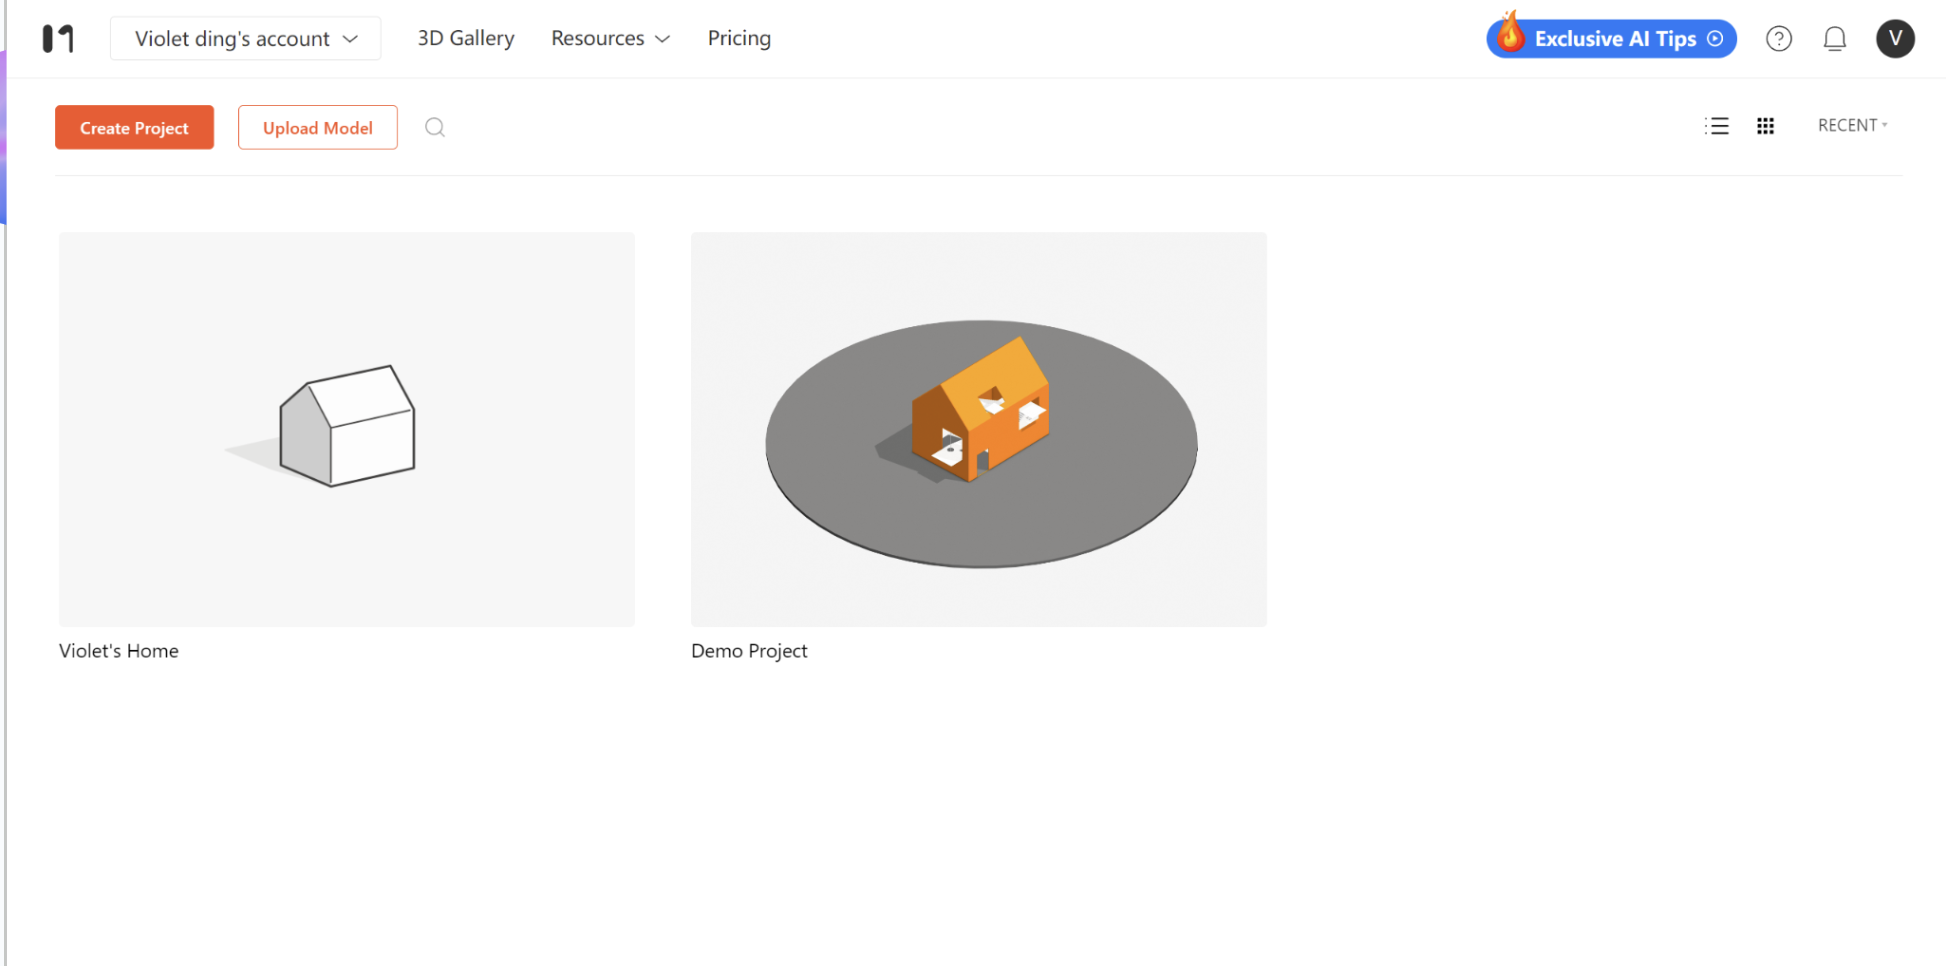 Violet ding's account
3D Gallery
Resources
Pricing
Exclusive AI Tips
?
V
Create Project
Upload Model
RECENT
Violet's Home
Demo Project